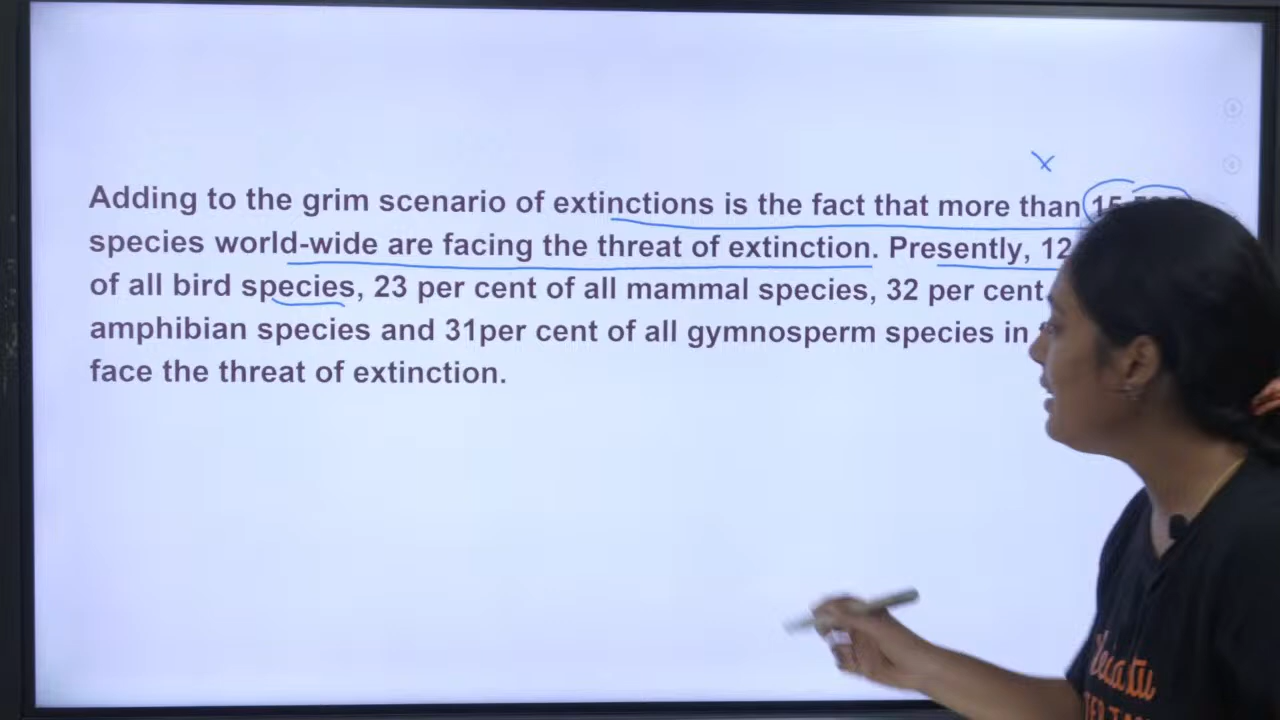 Adding to the grim scenario of extinctions is the fact that more than
species world-wide are facing the threat of extinction. Presently, 12
of all bird species, 23 per cent of all mammal species, 32 per cent
amphibian species and 31per cent of all gymnosperm species in
face the threat of extinction.